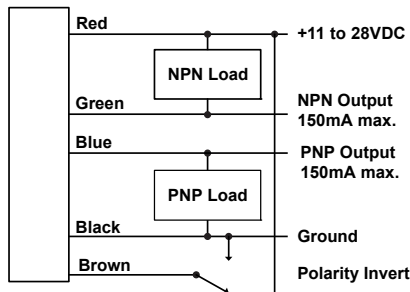 Red
+11 to 28VDC
NPN Load
Green
NPN Output
150mA max.
Blue
PNP Output
150mA max.
PNP Load
Black
Ground
Brown
Polarity Invert